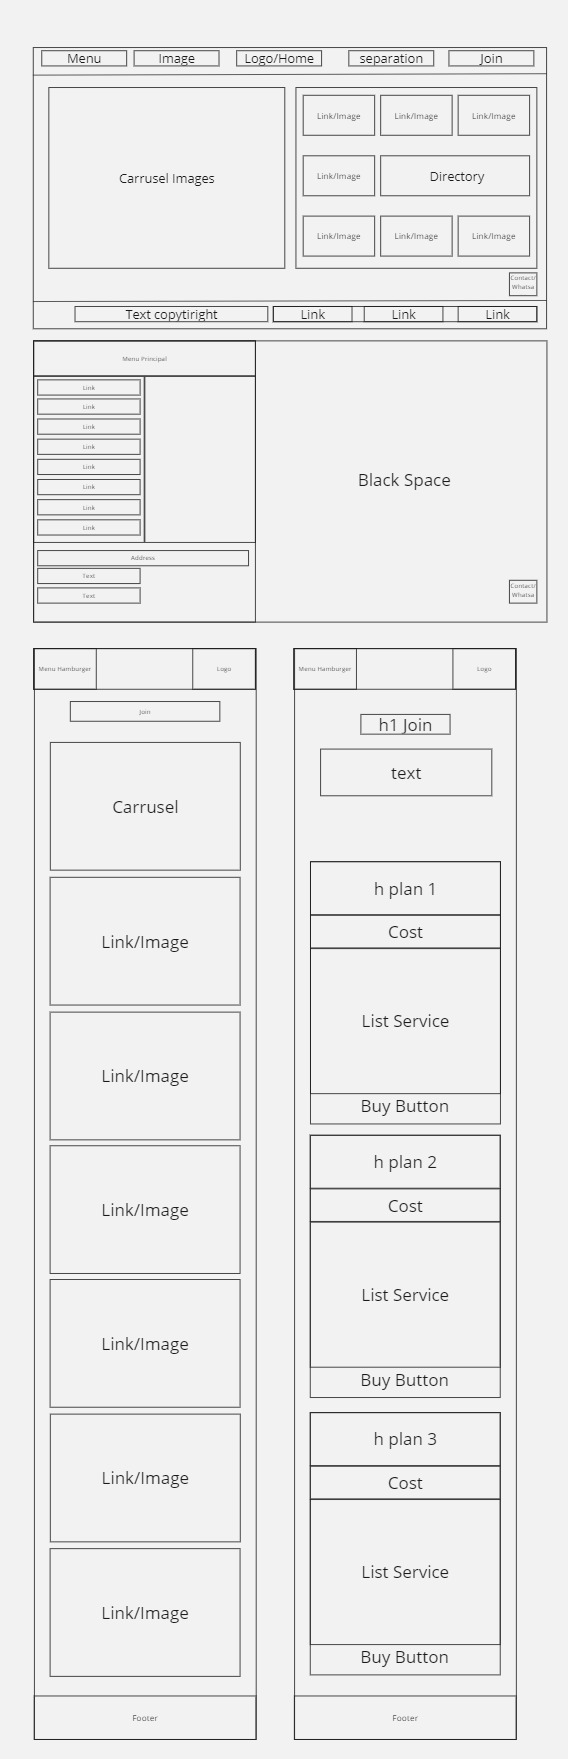 Menu Image Logo/Home separation Join
Carrusel Images
Link/Image Link/Image Link/Image
Link/Image Directory
Link/Image Link/Image Link/Image
Contact/
Whatsa
Text copytiright Link Link Link
Menu Principal
Link
Link
Link
Link
Link
Link
Link
Link
Address
Text
Text
Black Space
Contact/
Whatsa
Menu Hamburger Logo
Join
Carrusel
Link/Image
Link/Image
Link/Image
Link/Image
Link/Image
Link/Image
Footer
Menu Hamburger Logo
h1 Join
text
h plan 1
Cost
List Service
Buy Button
h plan 2
Cost
List Service
Buy Button
h plan 3
Cost
List Service
Buy Button
Footer